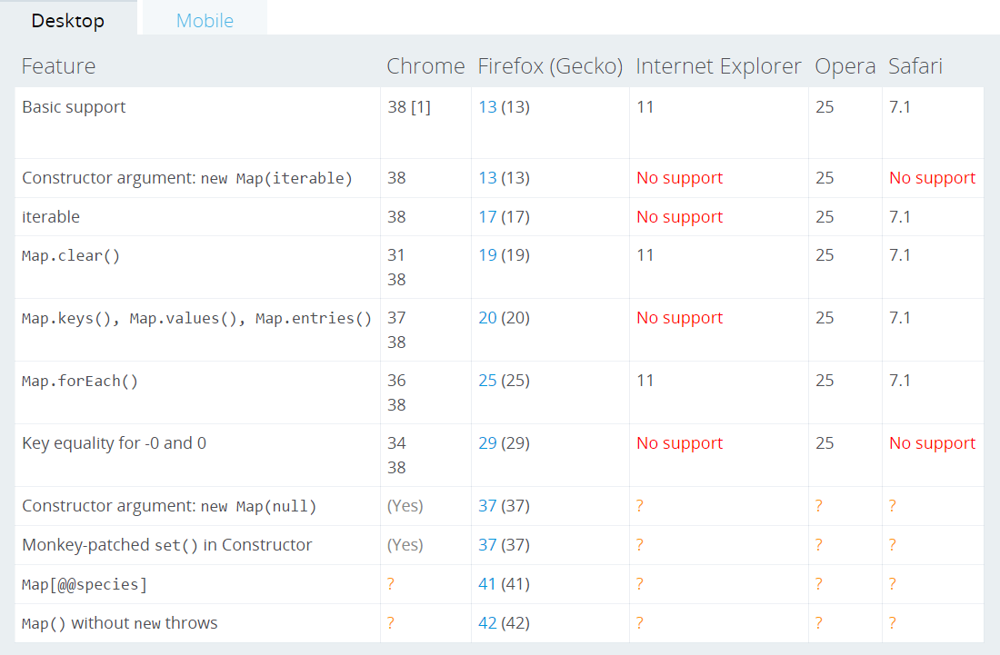 Desktop Mobile
Feature Chrome Firefox (Gecko) Internet Explorer Opera Safari
Basic support 38 [1] 13 (13) 11 25 7.1
Constructor argument: new Map(iterable) 38 13 (13) No support 25 No support
iterable 38 17 (17) No support 25 7.1
Map.clear() 31 19 (19) 11 25 7.1
38
Map.keys(), Map.values(), Map.entries() 37 20 (20) No support 25 7.1
38
Map.forEach() 36 25 (25) 11 25 7.1
38
Key equality for -0 and 0 34 29 (29) No support 25 No support
38
Constructor argument: new Map(null) (Yes) 37 (37) ? ? ?
Monkey-patched set() in Constructor (Yes) 37 (37) ? ? ?
Map[@@species] ? 41 (41) ? ? ?
Map() without new throws ? 42 (42) ? ? ?